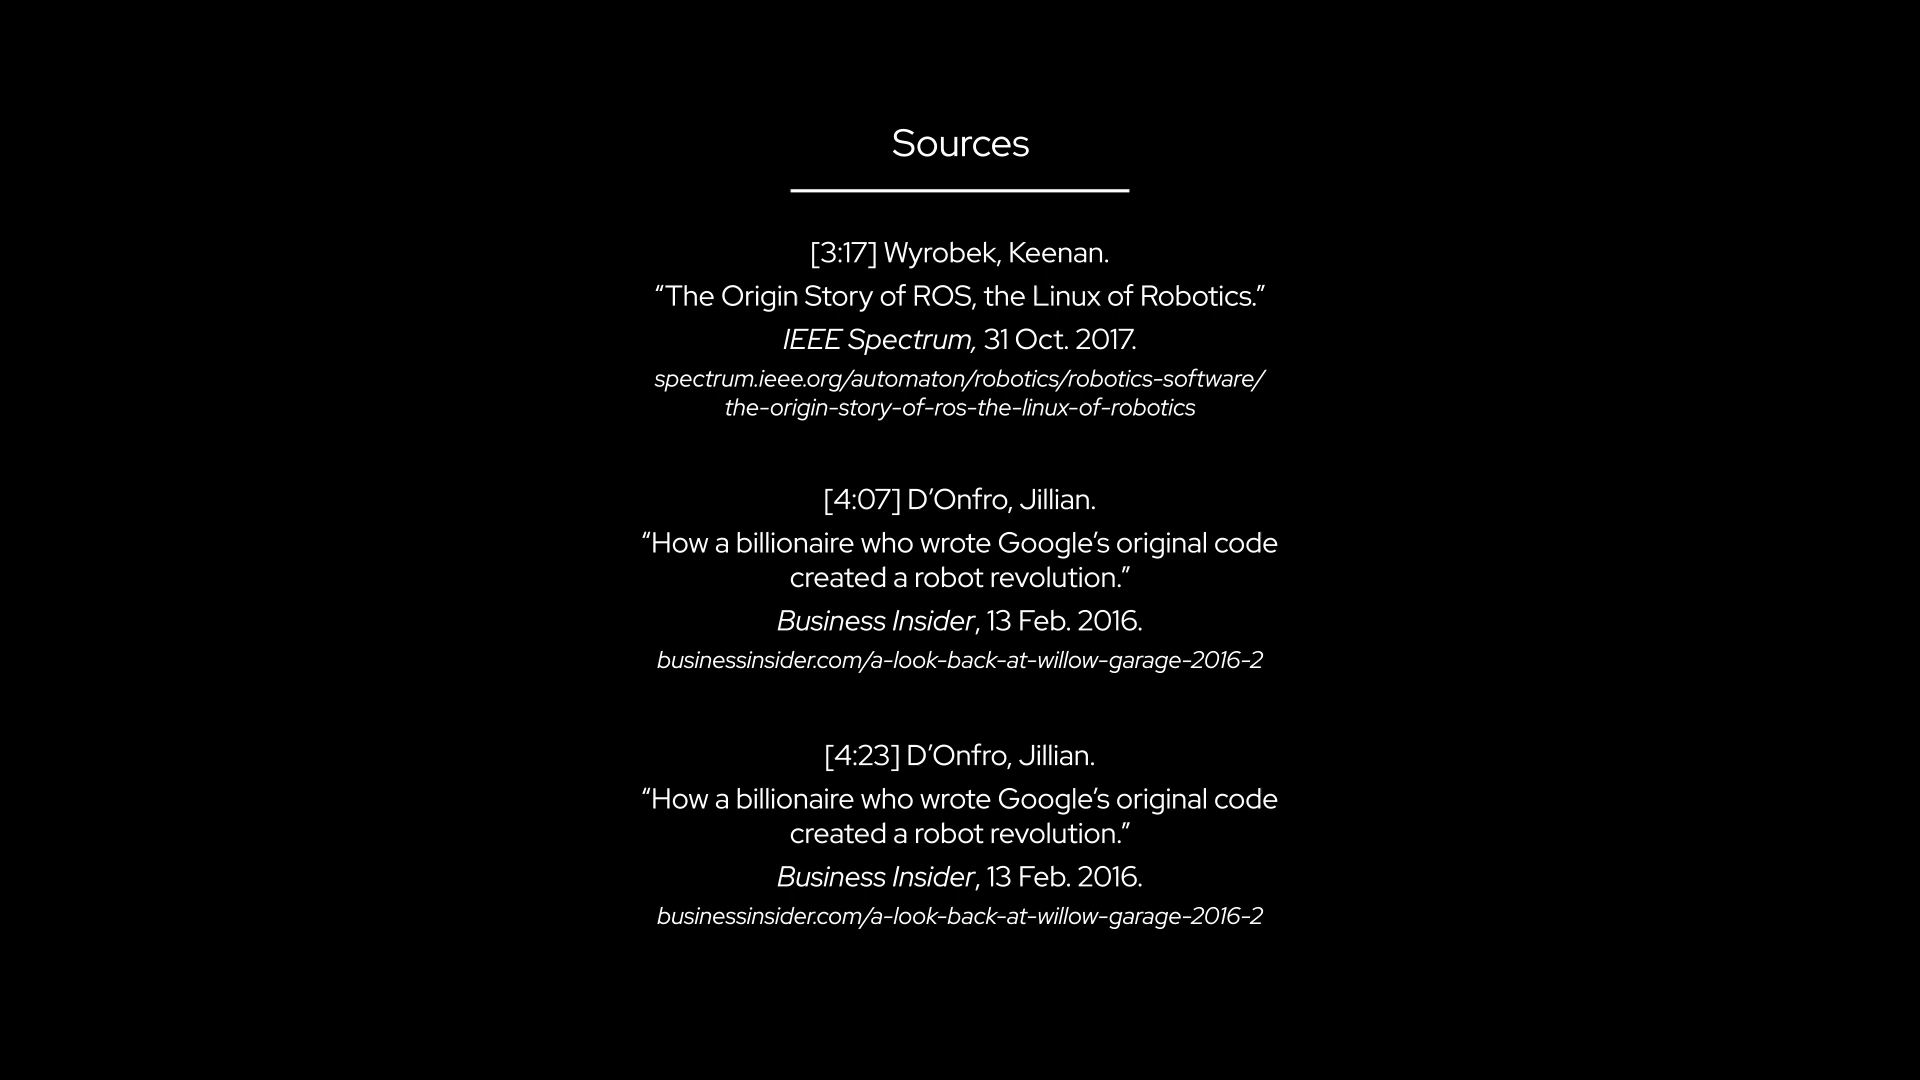 Sources
[3:17] Wyrobek, Keenan.
“The Origin Story of ROS, the Linux of Robotics.”
IEEE Spectrum, 31 Oct. 2017.
spectrum.ieee.org/automaton/robotics/robotics-software/
the-origin-story-of-ros-the-linux-of-robotics
[4:07] D’Onfro, Jillian.
“How a billionaire who wrote Google’s original code
created a robot revolution.”
Business Insider, 13 Feb. 2016.
businessinsider.com/a-look-back-at-willow-garage-2016-2
[4:23] D’Onfro, Jillian.
“How a billionaire who wrote Google’s original code
created a robot revolution.”
Business Insider, 13 Feb. 2016.
businessinsider.com/a-look-back-at-willow-garage-2016-2